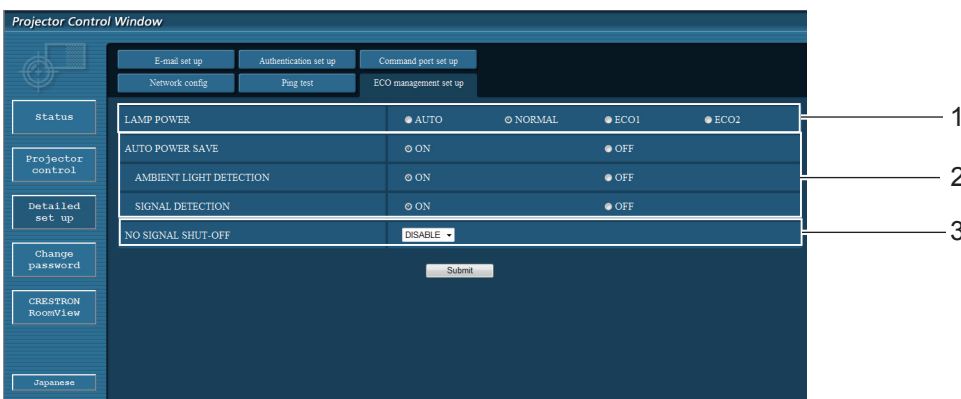 Projector Control Window
E-mail set up Authentication set up Command port set up
Network config Ping test ECO management set up
Status
Projector
control
Detailed
set up
Change
password
CRESTRON
RoomView
Japanese
LAMP POWER AUTO NORMAL ECO1 ECO2 1
AUTO POWER SAVE ON OFF
AMBIENT LIGHT DETECTION ON OFF 2
SIGNAL DETECTION ON OFF
NO SIGNAL SHUT-OFF DISABLE 3
Submit